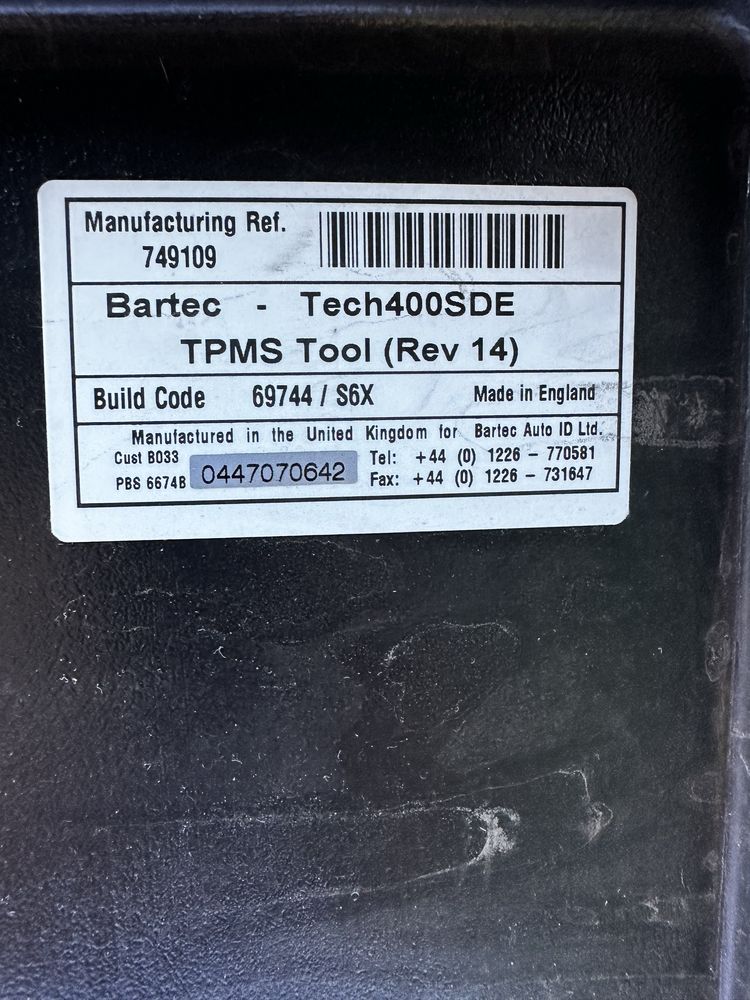 Manufacturing Ref.
749109
Bartec - Tech400SDE
TPMS Tool (Rev 14)
Build Code 69744 / S6X Made in England
Manufactured in the United Kingdom for Bartec Auto ID Ltd.
Cust B033
PBS 6674B
0447070642
Tel: +44 (0) 1226 - 770581
Fax: +44 (0) 1226 - 731647